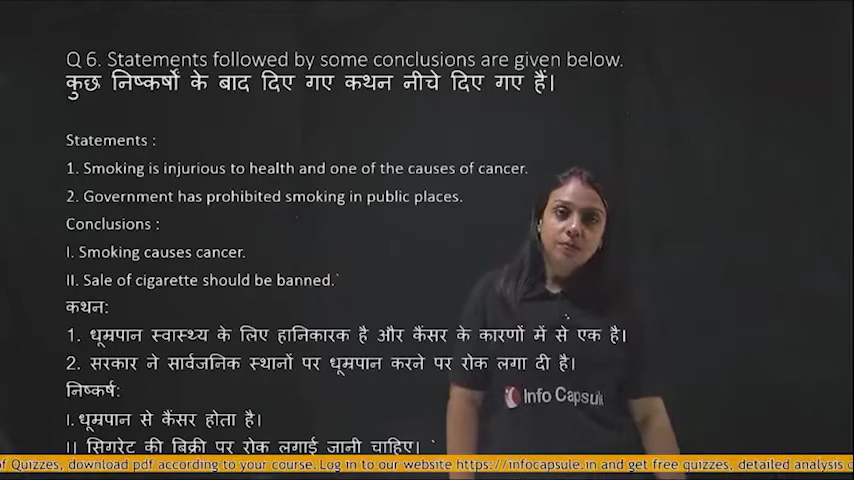 Q 6. Statements followed by some conclusions are given below.
कुछ निष्कर्षों के बाद दिए गए कथन नीचे दिए गए हैं।
Statements :
1. Smoking is injurious to health and one of the causes of cancer.
2. Government has prohibited smoking in public places.
Conclusions :
I. Smoking causes cancer.
II. Sale of cigarette should be banned.`
कथन:
1. धूम्रपान स्वास्थ्य के लिए हानिकारक है और कैंसर के कारणों में से एक है।
2. सरकार ने सार्वजनिक स्थानों पर धूम्रपान करने पर रोक लगा दी है।
निष्कर्ष:
I. धूम्रपान से कैंसर होता है।
II सिगरेट की बिक्री पर रोक लगाई जानी चाहिए। `
Info Capsule
of Quizzes, download pdf according to your course. Log in to our website https://infocapsule.in and get free quizzes, detailed analysis